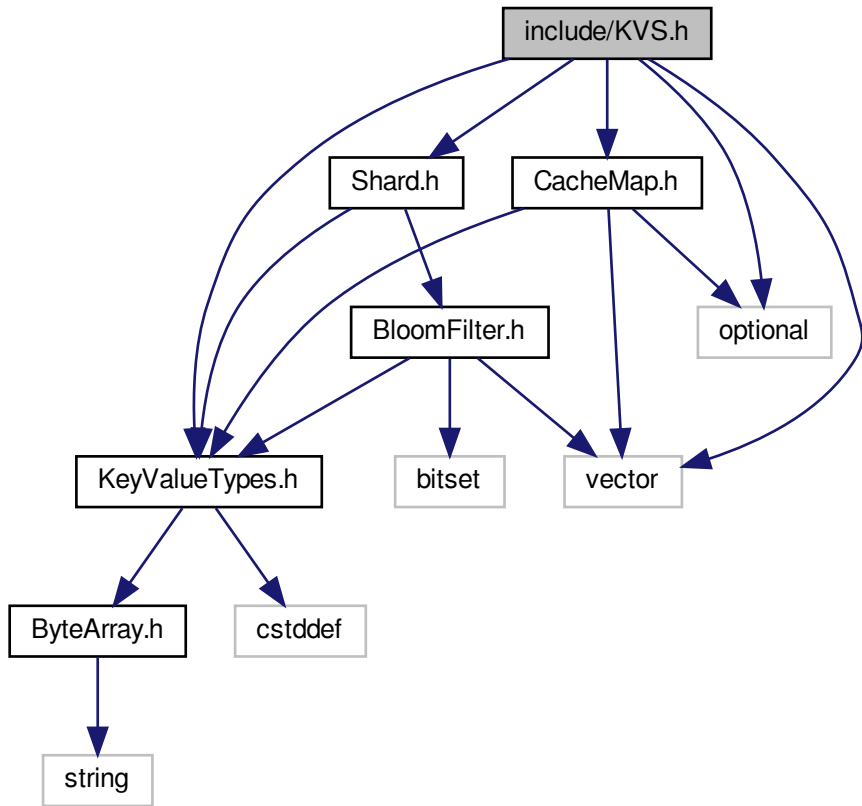 include/KVS.h
Shard.h
CacheMap.h
BloomFilter.h
optional
KeyValueTypes.h
bitset
vector
ByteArray.h
cstddef
string